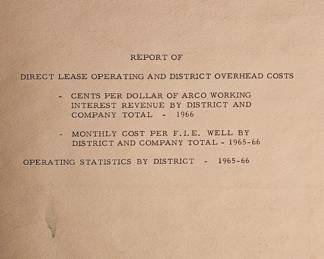 REPORT OF
DIRECT LEASE OPERATING AND DISTRICT OVERHEAD COSTS
- CENTS PER DOLLAR OF ARCO WORKING
INTEREST REVENUE BY DISTRICT AND
COMPANY TOTAL - 1966
- MONTHLY COST PER F.I.E. WELL BY
DISTRICT AND COMPANY TOTAL - 1965-66
OPERATING STATISTICS BY DISTRICT - 1965-66